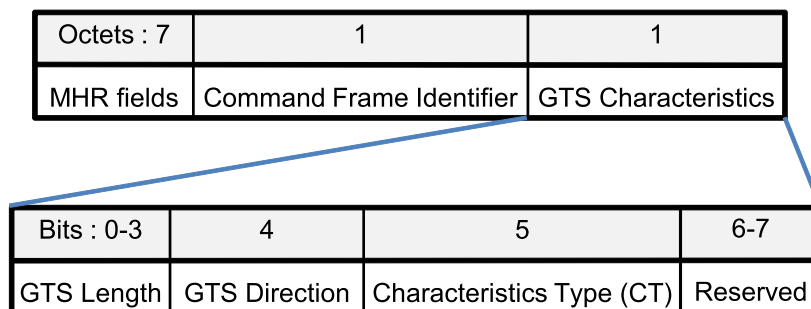 Octets : 7 1 1
MHR fields Command Frame Identifier GTS Characteristics
Bits : 0-3 4 5 6-7
GTS Length GTS Direction Characteristics Type (CT) Reserved